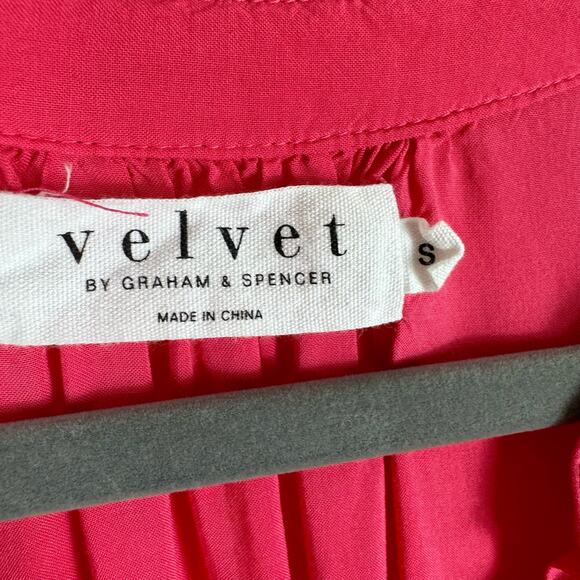 velvet
BY GRAHAM & SPENCER
MADE IN CHINA
S